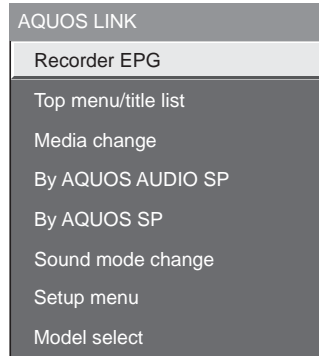 AQUOS LINK
Recorder EPG
Top menu/title list
Media change
By AQUOS AUDIO SP
By AQUOS SP
Sound mode change
Setup menu
Model select